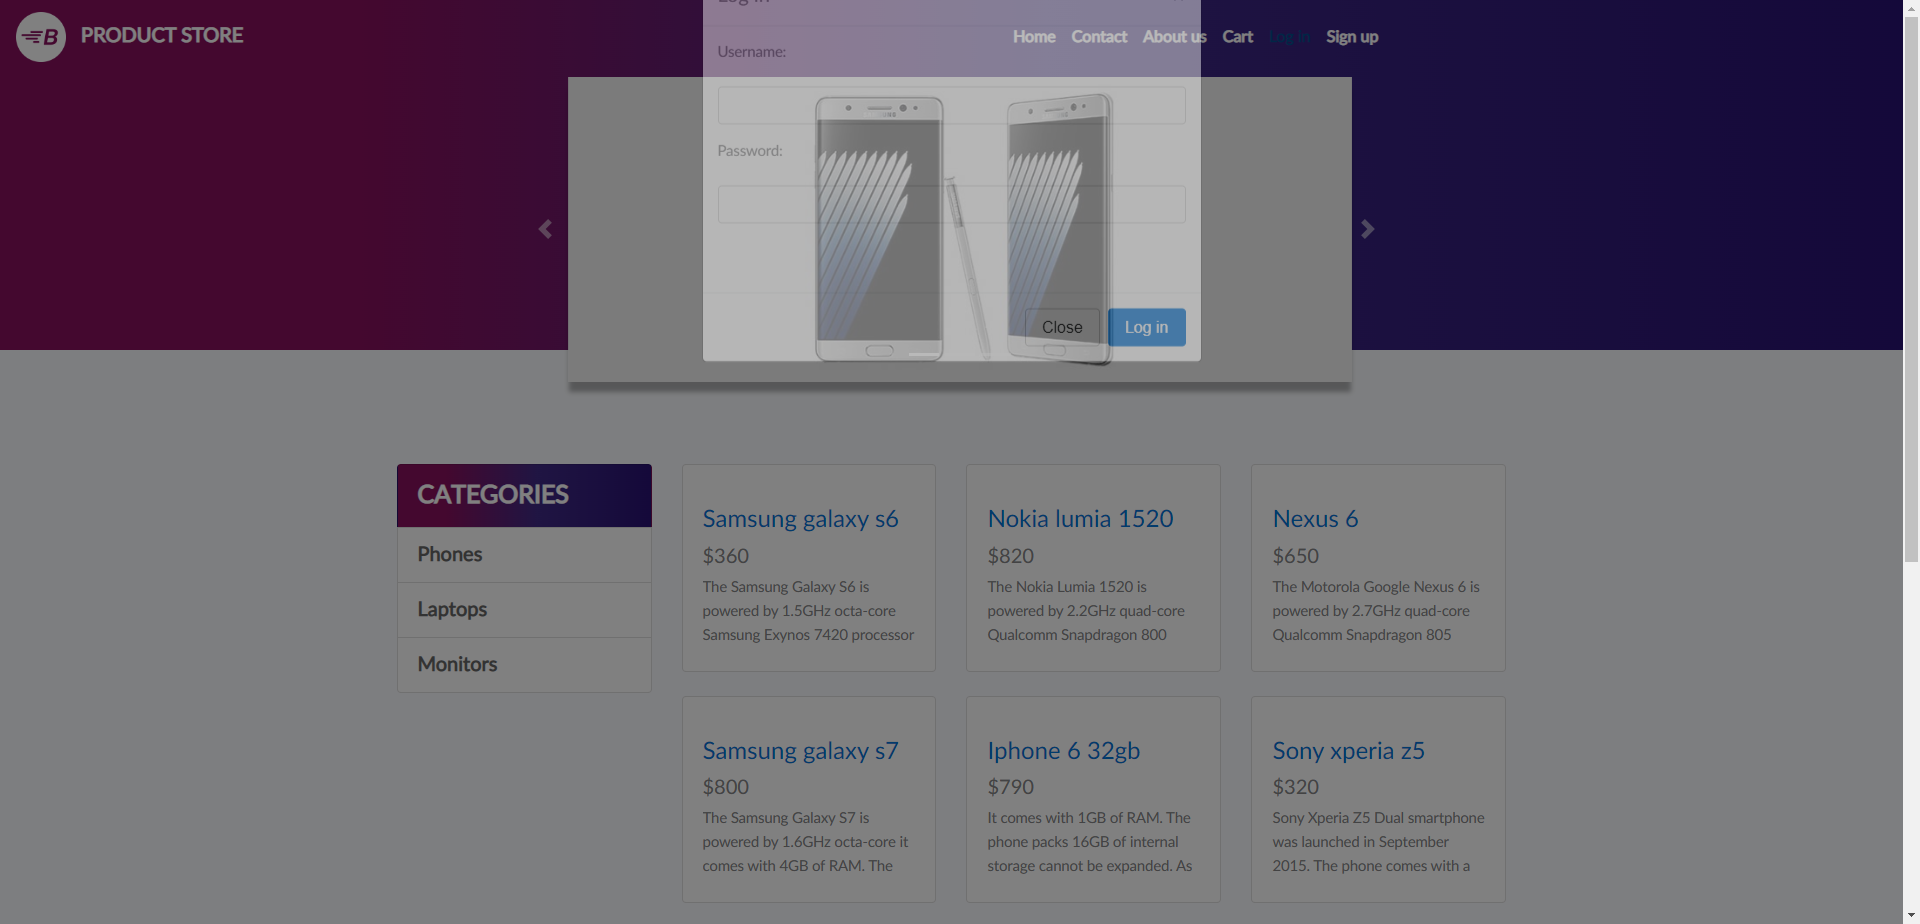 PRODUCT STORE
Home Contact About us Cart Log in Sign up
Log in
Username:
Password:
Close Log in
CATEGORIES
Phones
Laptops
Monitors
Samsung galaxy s6
$360
The Samsung Galaxy S6 is
powered by 1.5GHz octa-core
Samsung Exynos 7420 processor
Nokia lumia 1520
$820
The Nokia Lumia 1520 is
powered by 2.2GHz quad-core
Qualcomm Snapdragon 800
Nexus 6
$650
The Motorola Google Nexus 6 is
powered by 2.7GHz quad-core
Qualcomm Snapdragon 805
Samsung galaxy s7
$800
The Samsung Galaxy S7 is
powered by 1.6GHz octa-core it
comes with 4GB of RAM. The
Iphone 6 32gb
$790
It comes with 1GB of RAM. The
phone packs 16GB of internal
storage cannot be expanded. As
Sony xperia z5
$320
Sony Xperia Z5 Dual smartphone
was launched in September
2015. The phone comes with a